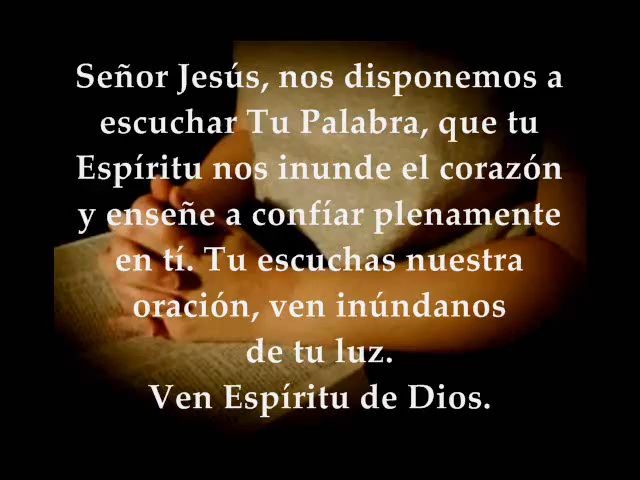 Señor Jesús, nos disponemos a
escuchar Tu Palabra, que tu
Espíritu nos inunde el corazón
y enseñe a confíar plenamente
en tí. Tu escuchas nuestra
oración, ven inúndanos
de tu luz.
Ven Espíritu de Dios.